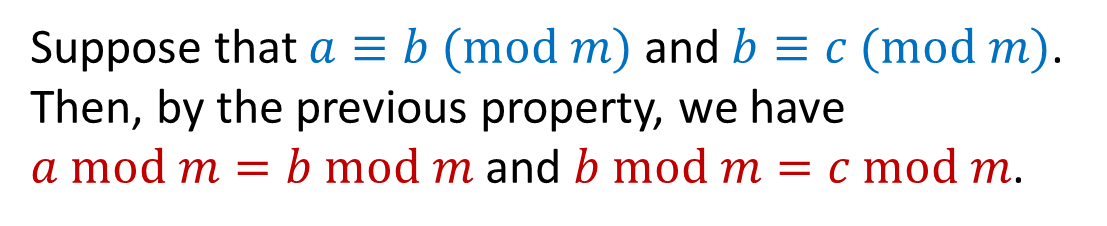 Suppose that a ≡ b (mod m) and b ≡ c (mod m).
Then, by the previous property, we have
a mod m = b mod m and b mod m = c mod m.